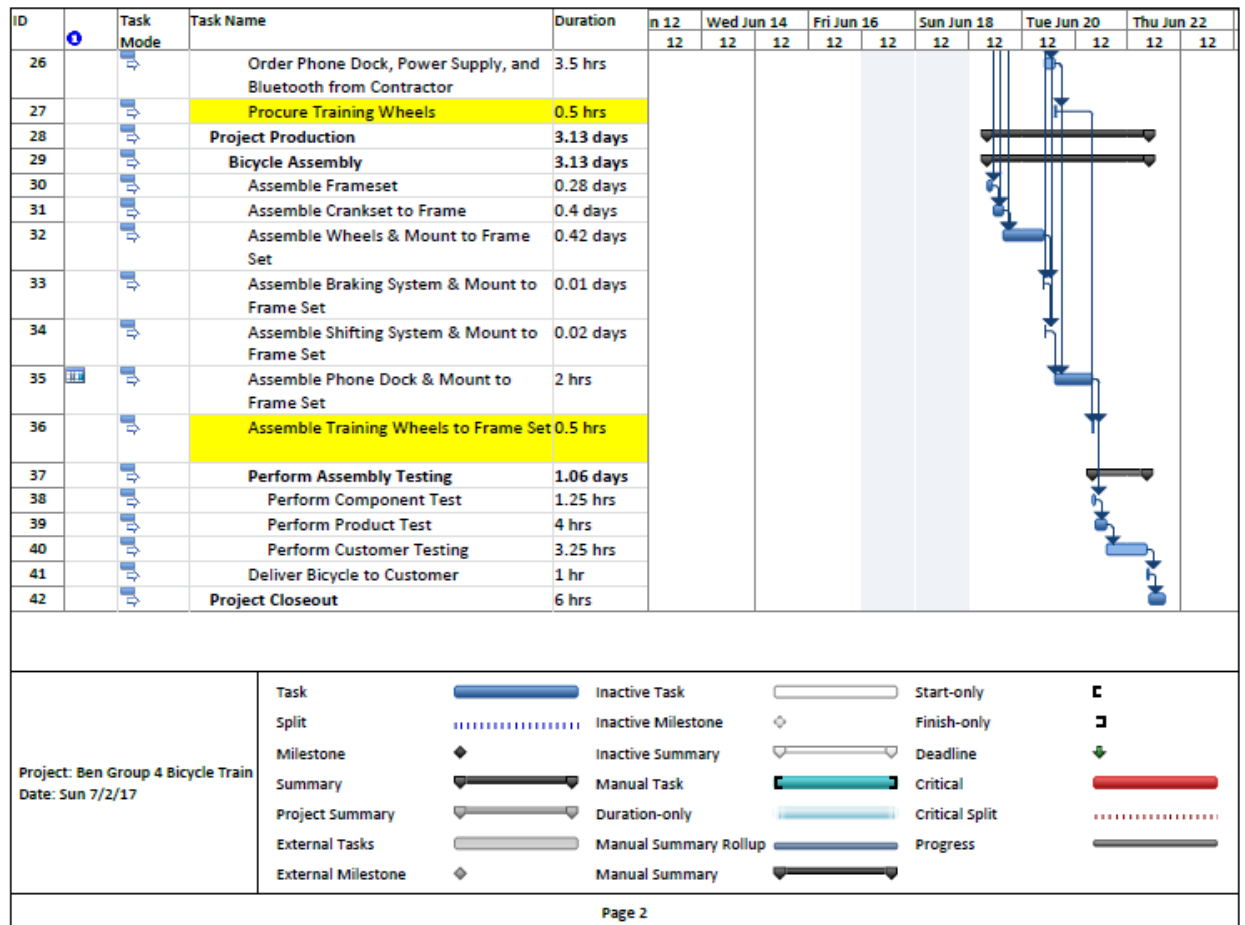 ID Task Task Name Duration n 12 Wed Jun 14 Fri Jun 16 Sun Jun 18 Tue Jun 20 Thu Jun 22
Mode 12 12 12 12 12 12 12 12 12 12 12
26 Order Phone Dock, Power Supply, and 3.5 hrs
Bluetooth from Contractor
27 Procure Training Wheels 0.5 hrs
28 Project Production 3.13 days
29 Bicycle Assembly 3.13 days
30 Assemble Frameset 0.28 days
31 Assemble Crankset to Frame 0.4 days
32 Assemble Wheels & Mount to Frame 0.42 days
Set
33 Assemble Braking System & Mount to 0.01 days
Frame Set
34 Assemble Shifting System & Mount to 0.02 days
Frame Set
35 Assemble Phone Dock & Mount to 2 hrs
Frame Set
36 Assemble Training Wheels to Frame Set 0.5 hrs
37 Perform Assembly Testing 1.06 days
38 Perform Component Test 1.25 hrs
39 Perform Product Test 4 hrs
40 Perform Customer Testing 3.25 hrs
41 Deliver Bicycle to Customer 1 hr
42 Project Closeout 6 hrs
Project: Ben Group 4 Bicycle Train
Date: Sun 7/2/17
Task Inactive Task Start-only
Split Inactive Milestone Finish-only
Milestone Inactive Summary Deadline
Summary Manual Task Critical
Project Summary Duration-only Critical Split
External Tasks Manual Summary Rollup Progress
External Milestone Manual Summary
Page 2